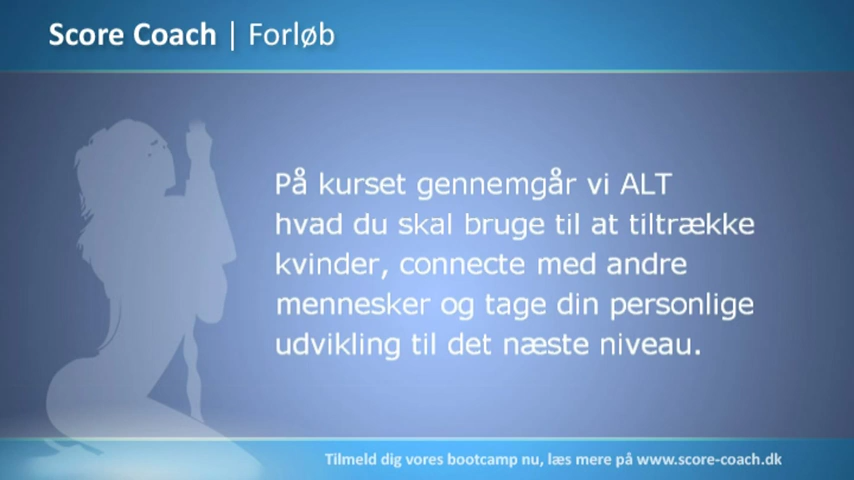 Score Coach | Forløb
På kurset gennemgår vi ALT
hvad du skal bruge til at tiltrække
kvinder, connecte med andre
mennesker og tage din personlige
udvikling til det næste niveau.
Tilmeld dig vores bootcamp nu, læs mere på www.score-coach.dk